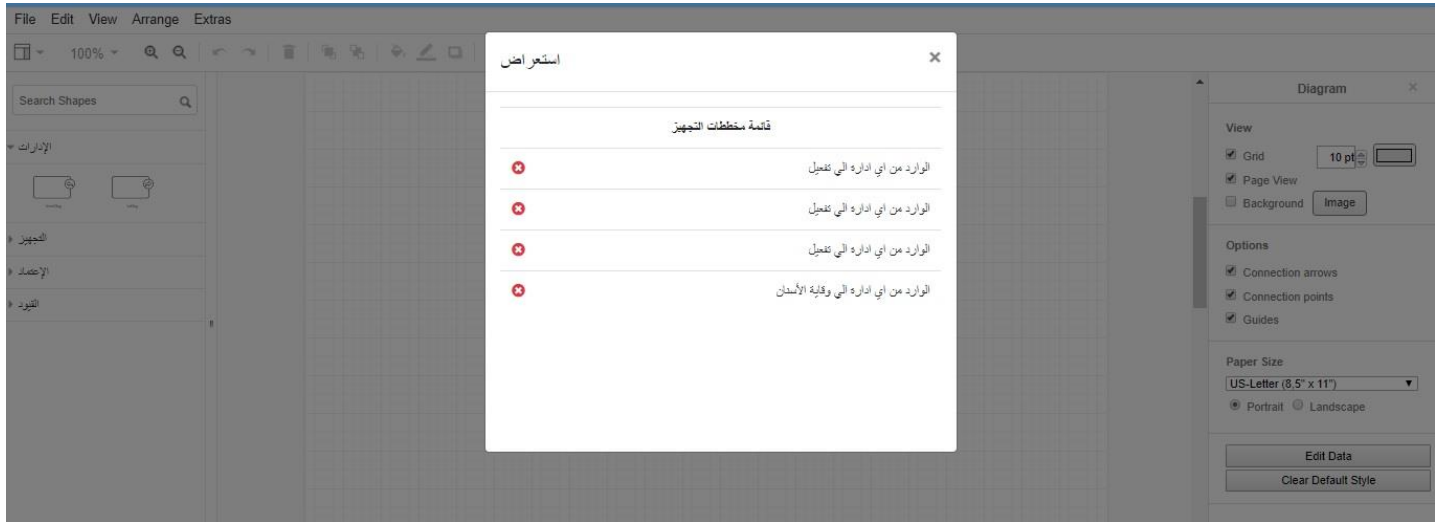 File Edit View Arrange Extras
100%
استعراض
×
Search Shapes
الإدارات
التجهيز
الإعتماد
القيود
قائمة مخططات التجهيز
الوارد من اي اداره الي تفعيل
الوارد من اي اداره الي تفعيل
الوارد من اي اداره الي تفعيل
الوارد من اي اداره الي وقاية الأسنان
Diagram ×
View
Grid 10 pt
Page View
Background Image
Options
Connection arrows
Connection points
Guides
Paper Size
US-Letter (8,5" x 11")
Portrait Landscape
Edit Data
Clear Default Style